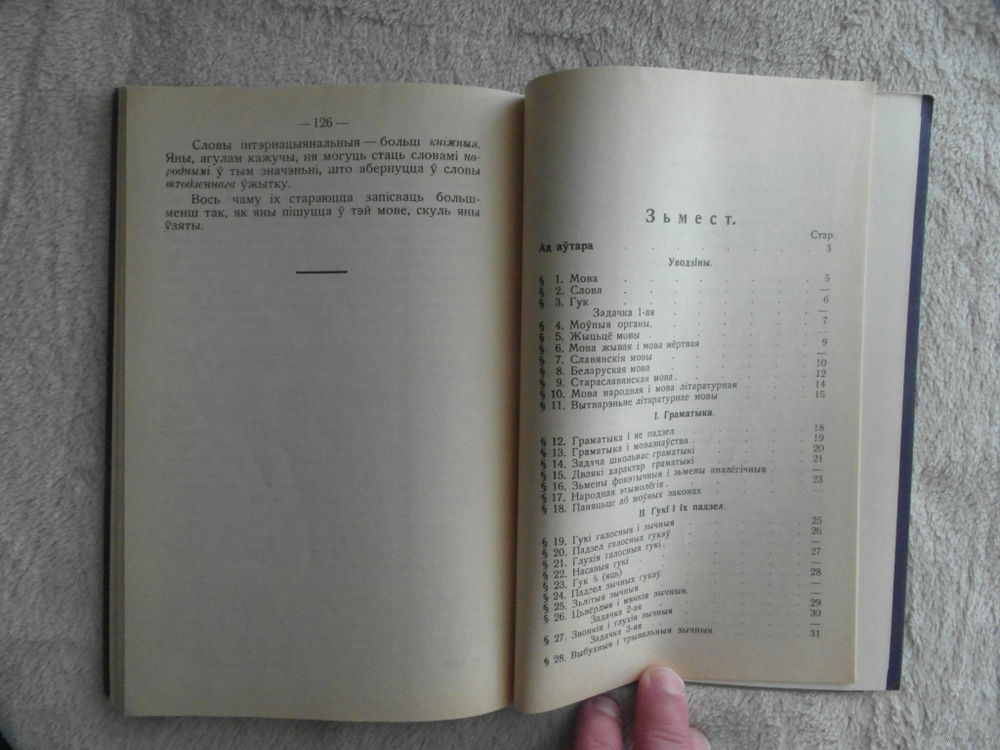 — 126 —
Словы інтэрнацыянальныя — больш кніжныя.
Яны, агулам кажучы, ня могуць стаць словамі на-
роднымі ў тым значэньні, што абернуцца ў словы
штодзеннага ўжытку.
Вось чаму іх стараюцца запісваць больш-
менш так, як яны пішуцца ў тэй мове, скуль яны
ўзяты.
Зьмест.
Стар.
Ад аўтара . . . . . 3
Уводзіны.
§ 1. Мова . . . . . 5
§ 2. Слова . . . . . —
§ 3. Гук . . . . . 6
Задачка 1-ая . . . . . —
§ 4. Моўныя органы. . . . . 7
§ 5. Жыцьцё мовы . . . . . —
§ 6. Мова жывая і мова мёртвая . . . . 9
§ 7. Славянскія мовы . . . . . —
§ 8. Беларуская мова . . . . . 10
§ 9. Стараславянская мова . . . . . 12
§ 10. Мова народная і мова літаратурная . . . 14
§ 11. Вытварэньне літаратурнае мовы . . . 15
I. Граматыка.
§ 12. Граматыка і яе падзел . . . . 18
§ 13. Граматыка і мовазнаўства . . . . 19
§ 14. Задача школьнае граматыкі . . . . 20
§ 15. Дваякі характар граматыкі . . . . 21
§ 16. Зьмены фонэтычныя і зьмены аналёгічныя . . —
§ 17. Народная этымолёгія . . . . 23
§ 18. Паняцьце аб моўных законах . . . —
II. Гукі і іх падзел.
§ 19. Гукі галосныя і зычныя . . . . 25
§ 20. Падзел галосных гукаў . . . . 26
§ 21. Глухія галосныя гукі . . . . —
§ 22. Насавыя гукі . . . . 27
§ 23. Гук ѣ (яць) . . . . —
§ 24. Падзел зычных гукаў . . . . 28
§ 25. Зьлітыя зычныя . . . . —
§ 26. Цьвёрдыя і мяккія зычныя . . . . —
Задачка 2-ая . . . . 29
§ 27. Звонкія і глухія зычныя . . . . 30
Задачка 3-яя . . . . —
§ 28. Выбухныя і трывальныя зычныя . . . 31